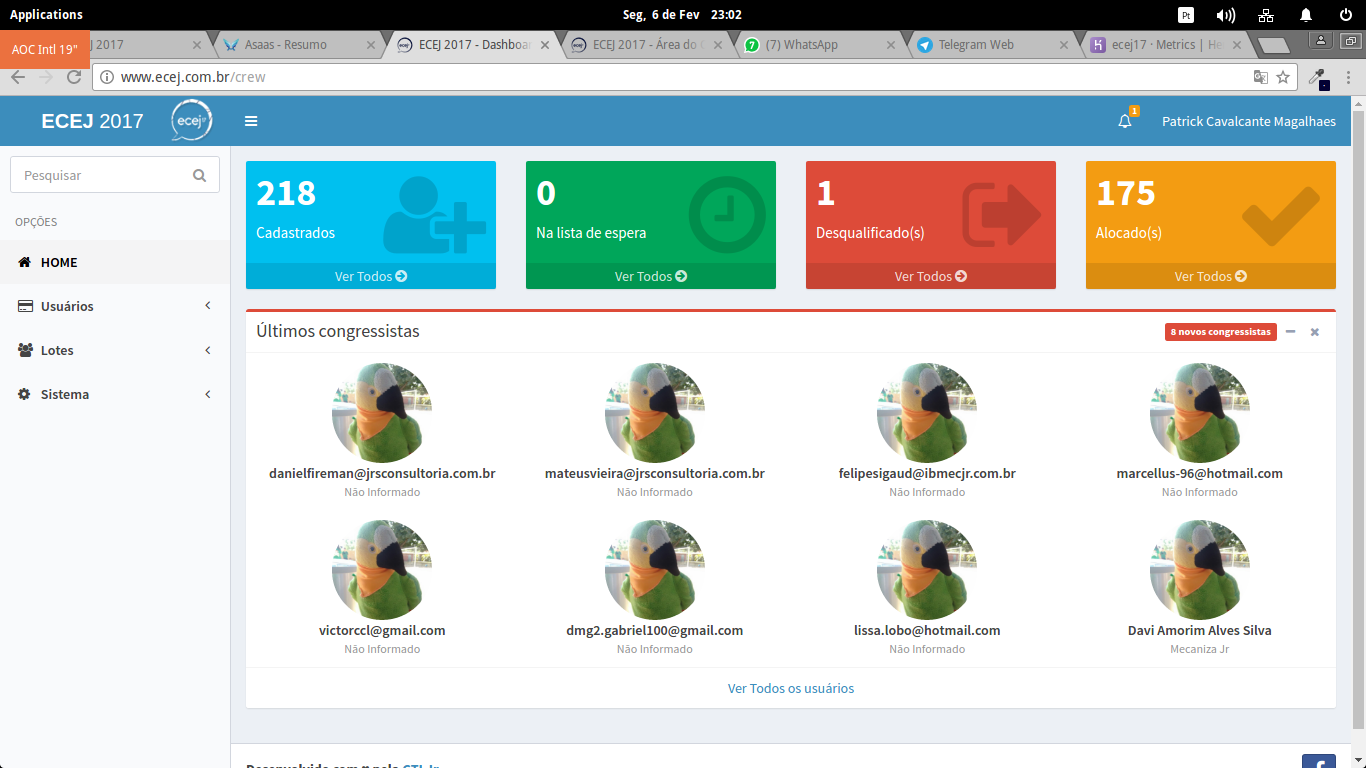 Applications
Seg, 6 de Fev 23:02
Pt
AOC Intl 19"
J 2017
Asaas - Resumo
ECEJ 2017 - Dashboa
ECEJ 2017 - Área do
(7) WhatsApp
Telegram Web
ecej17 · Metrics | He
www.ecej.com.br/crew
ECEJ 2017
ecej
1
Patrick Cavalcante Magalhaes
Pesquisar
OPÇÕES
HOME
Usuários
Lotes
Sistema
218
Cadastrados
Ver Todos
0
Na lista de espera
Ver Todos
1
Desqualificado(s)
Ver Todos
175
Alocado(s)
Ver Todos
Últimos congressistas
8 novos congressistas
danielfireman@jrsconsultoria.com.br
Não Informado
mateusvieira@jrsconsultoria.com.br
Não Informado
felipesigaud@ibmecjr.com.br
Não Informado
marcellus-96@hotmail.com
Não Informado
victorccl@gmail.com
Não Informado
dmg2.gabriel100@gmail.com
Não Informado
lissa.lobo@hotmail.com
Não Informado
Davi Amorim Alves Silva
Mecaniza Jr
Ver Todos os usuários